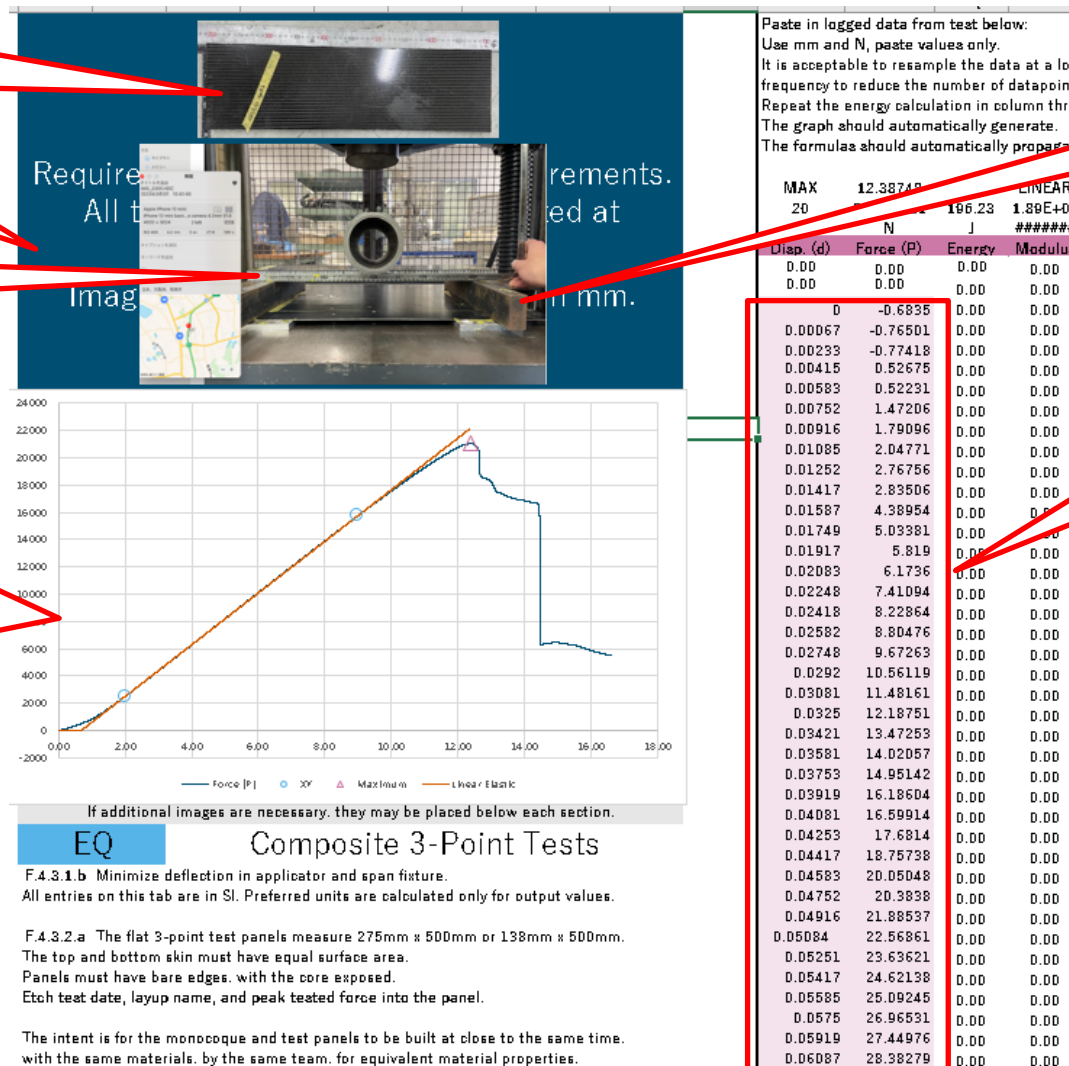 Require rements.
All t ed at
Imag n mm.
24000
22000
20000
18000
16000
14000
12000
10000
6000
4000
2000
0
-2000
0.00 2.00 4.00 6.00 8.00 10.00 12.00 14.00 16.00 18.00
Force (P) XY Maximum Linear Elastic
If additional images are necessary. they may be placed below each section.
EQ Composite 3-Point Tests
F.4.3.1.b Minimize deflection in applicator and span fixture.
All entries on this tab are in SI. Preferred units are calculated only for output values.
F.4.3.2.a The flat 3-point test panels measure 275mm x 500mm or 138mm x 500mm.
The top and bottom skin must have equal surface area.
Panels must have bare edges. with the core exposed.
Etch test date, layup name, and peak tested force into the panel.
The intent is for the monocoque and test panels to be built at close to the same time.
with the same materials. by the same team. for equivalent material properties.
Paste in logged data from test below:
Use mm and N, paste values only.
It is acceptable to resample the data at a lo
frequency to reduce the number of datapoin
Repeat the energy calculation in column thr
The graph should automatically generate.
The formulas should automatically propaga
MAX 12.38748 LINEAR
20 196.23 1.89E+0
N J #######
Disp. (d) Force (P) Energy Modulu
0.00 0.00 0.00 0.00
0.00 0.00 0.00 0.00
0 -0.6835 0.00 0.00
0.00067 -0.76501 0.00 0.00
0.00233 -0.77418 0.00 0.00
0.00415 0.52675 0.00 0.00
0.00583 0.52231 0.00 0.00
0.00752 1.47206 0.00 0.00
0.00916 1.79096 0.00 0.00
0.01085 2.04771 0.00 0.00
0.01252 2.76756 0.00 0.00
0.01417 2.83506 0.00 0.00
0.01587 4.38954 0.00 0.00
0.01749 5.03381 0.00 0.00
0.01917 5.819 0.00 0.00
0.02083 6.1736 0.00 0.00
0.02248 7.41094 0.00 0.00
0.02418 8.22864 0.00 0.00
0.02582 8.80476 0.00 0.00
0.02748 9.67263 0.00 0.00
0.0292 10.56119 0.00 0.00
0.03081 11.48161 0.00 0.00
0.0325 12.18751 0.00 0.00
0.03421 13.47253 0.00 0.00
0.03581 14.02057 0.00 0.00
0.03753 14.95142 0.00 0.00
0.03919 16.18604 0.00 0.00
0.04081 16.59914 0.00 0.00
0.04253 17.6814 0.00 0.00
0.04417 18.75738 0.00 0.00
0.04583 20.05048 0.00 0.00
0.04752 20.3838 0.00 0.00
0.04916 21.88537 0.00 0.00
0.05084 22.56861 0.00 0.00
0.05251 23.63621 0.00 0.00
0.05417 24.62138 0.00 0.00
0.05585 25.09245 0.00 0.00
0.0575 26.96531 0.00 0.00
0.05919 27.44976 0.00 0.00
0.06087 28.38279 0.00 0.00